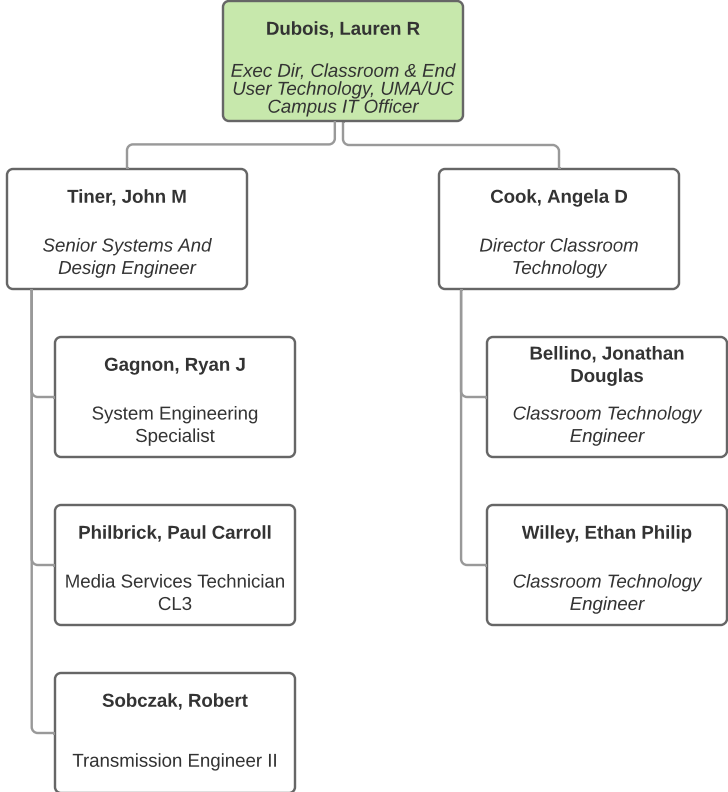 Dubois, Lauren R
Exec Dir, Classroom & End
User Technology, UMA/UC
Campus IT Officer
Tiner, John M
Senior Systems And
Design Engineer
Cook, Angela D
Director Classroom
Technology
Gagnon, Ryan J
System Engineering
Specialist
Bellino, Jonathan
Douglas
Classroom Technology
Engineer
Philbrick, Paul Carroll
Media Services Technician
CL3
Willey, Ethan Philip
Classroom Technology
Engineer
Sobczak, Robert
Transmission Engineer II